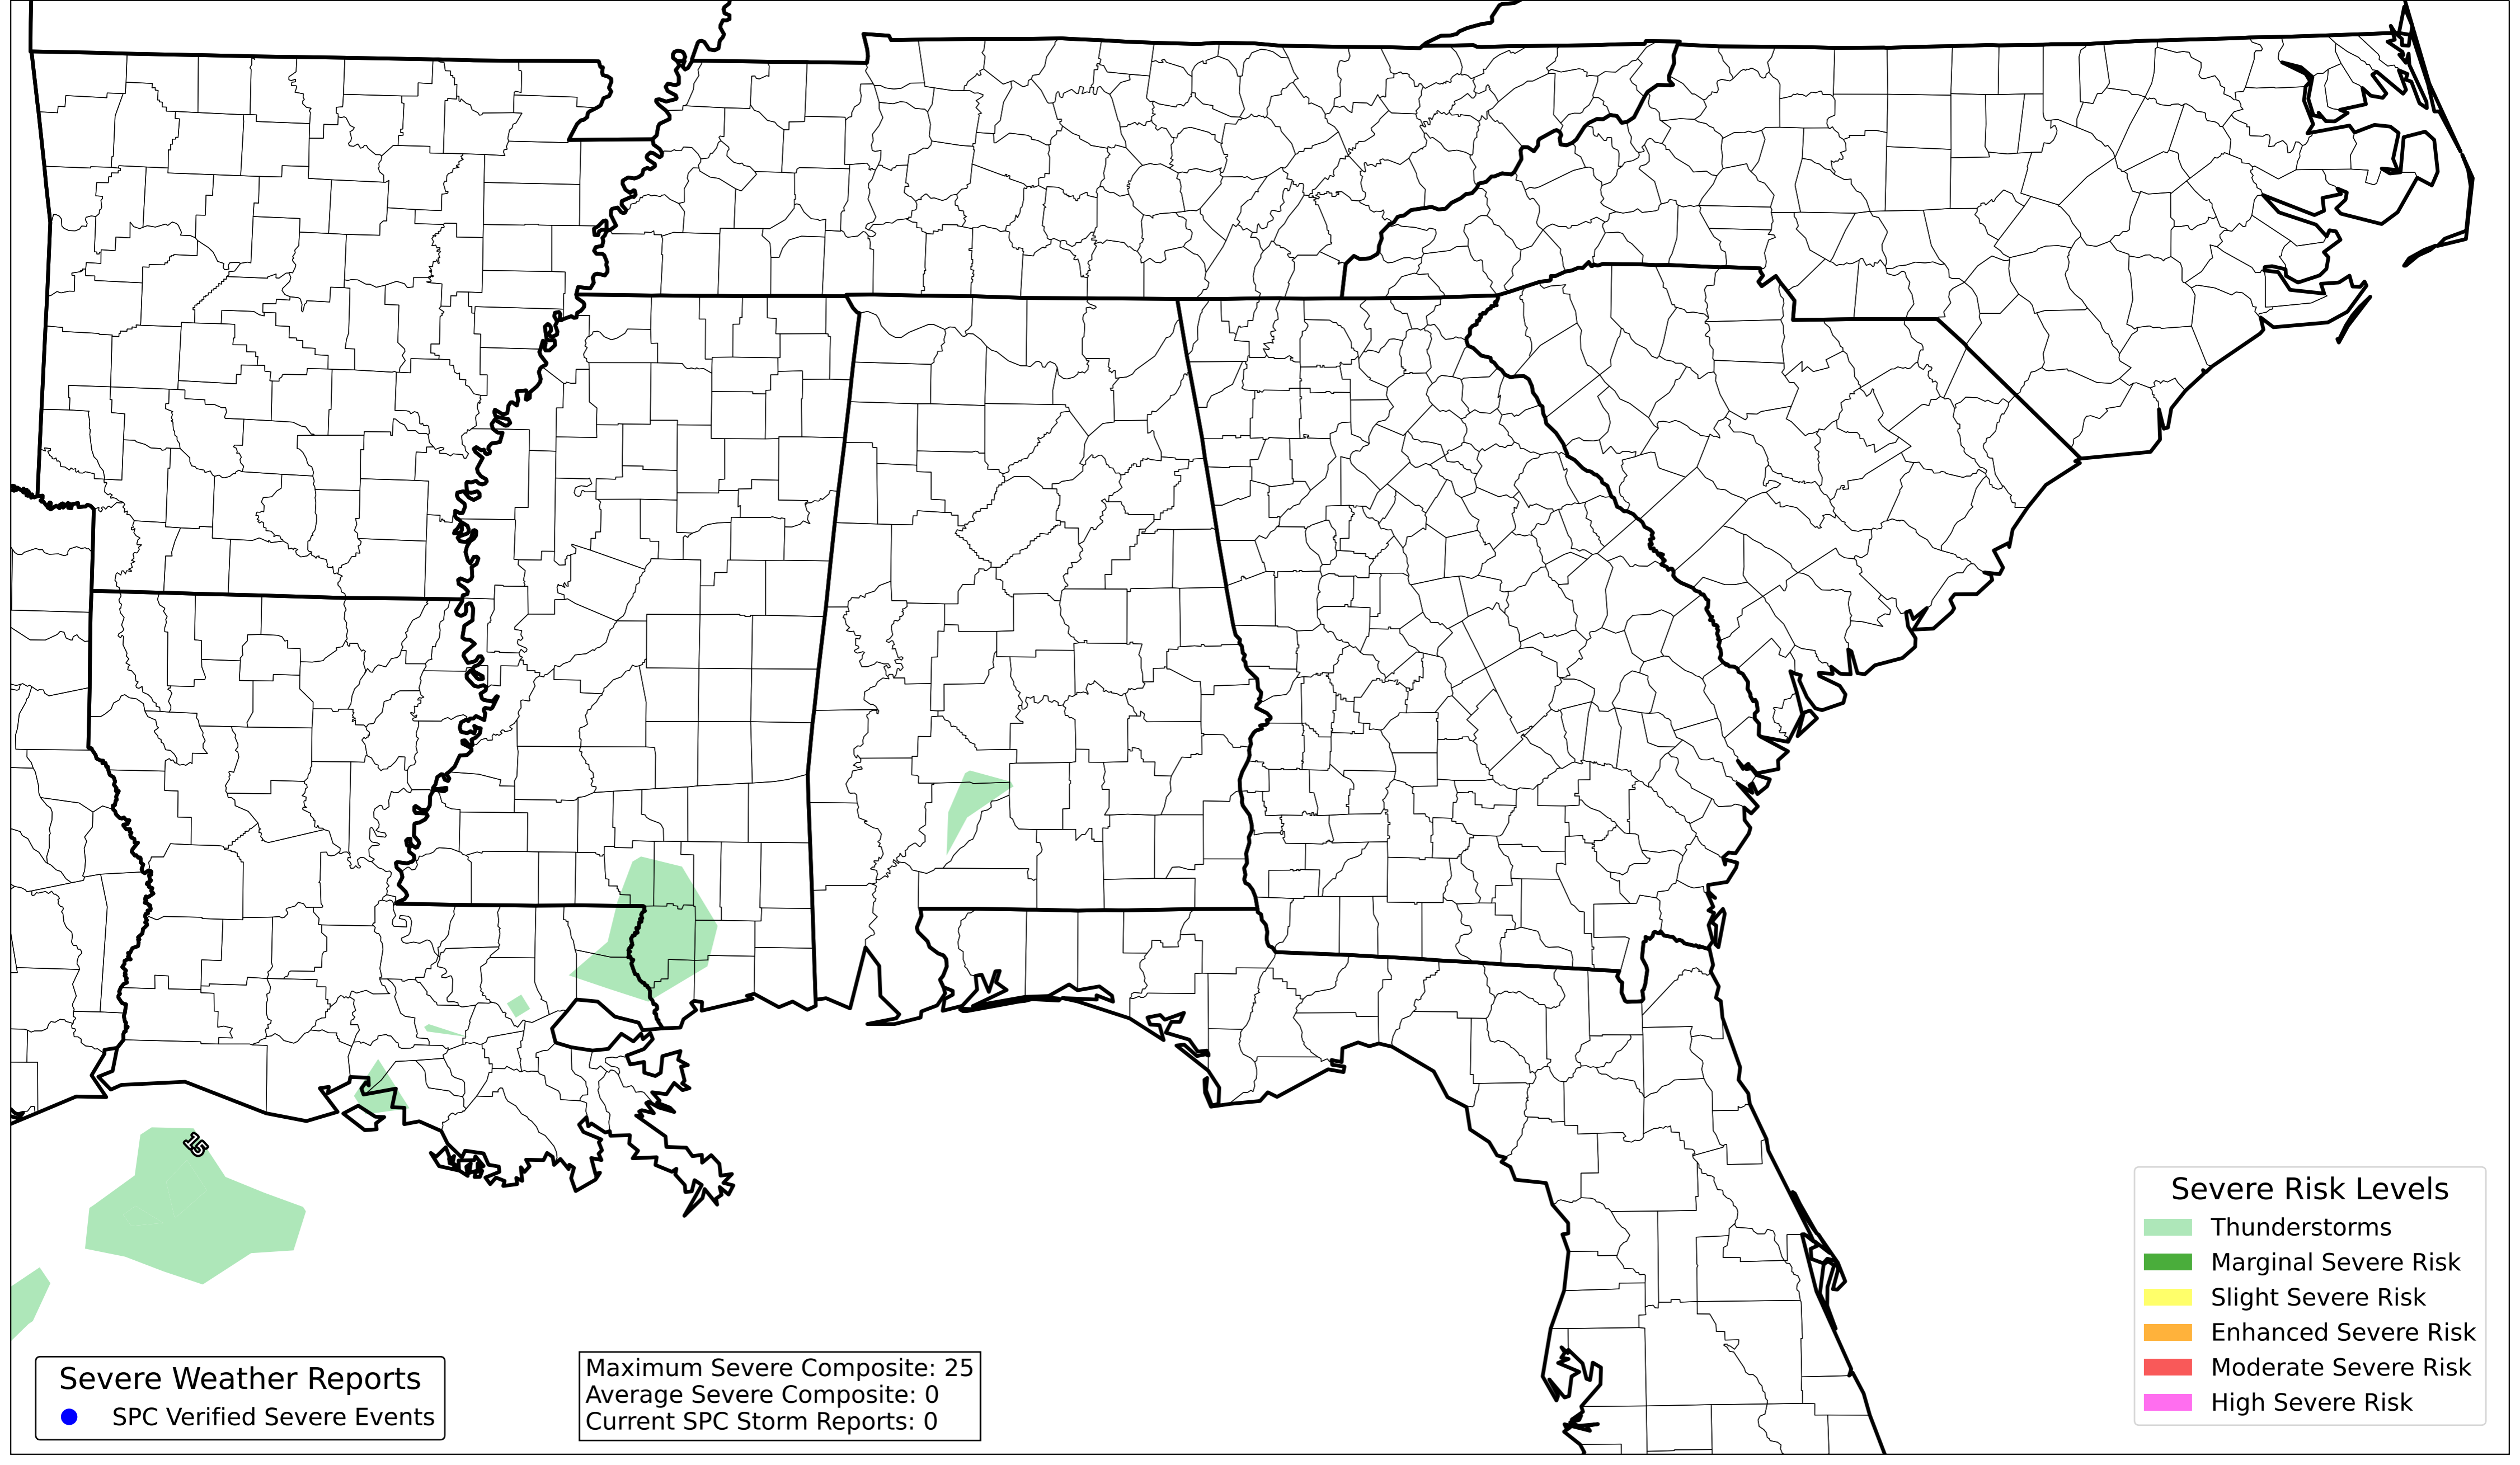 15
Severe Risk Levels
Thunderstorms
Marginal Severe Risk
Slight Severe Risk
Enhanced Severe Risk
Moderate Severe Risk
High Severe Risk
Severe Weather Reports
SPC Verified Severe Events
Maximum Severe Composite: 25
Average Severe Composite: 0
Current SPC Storm Reports: 0